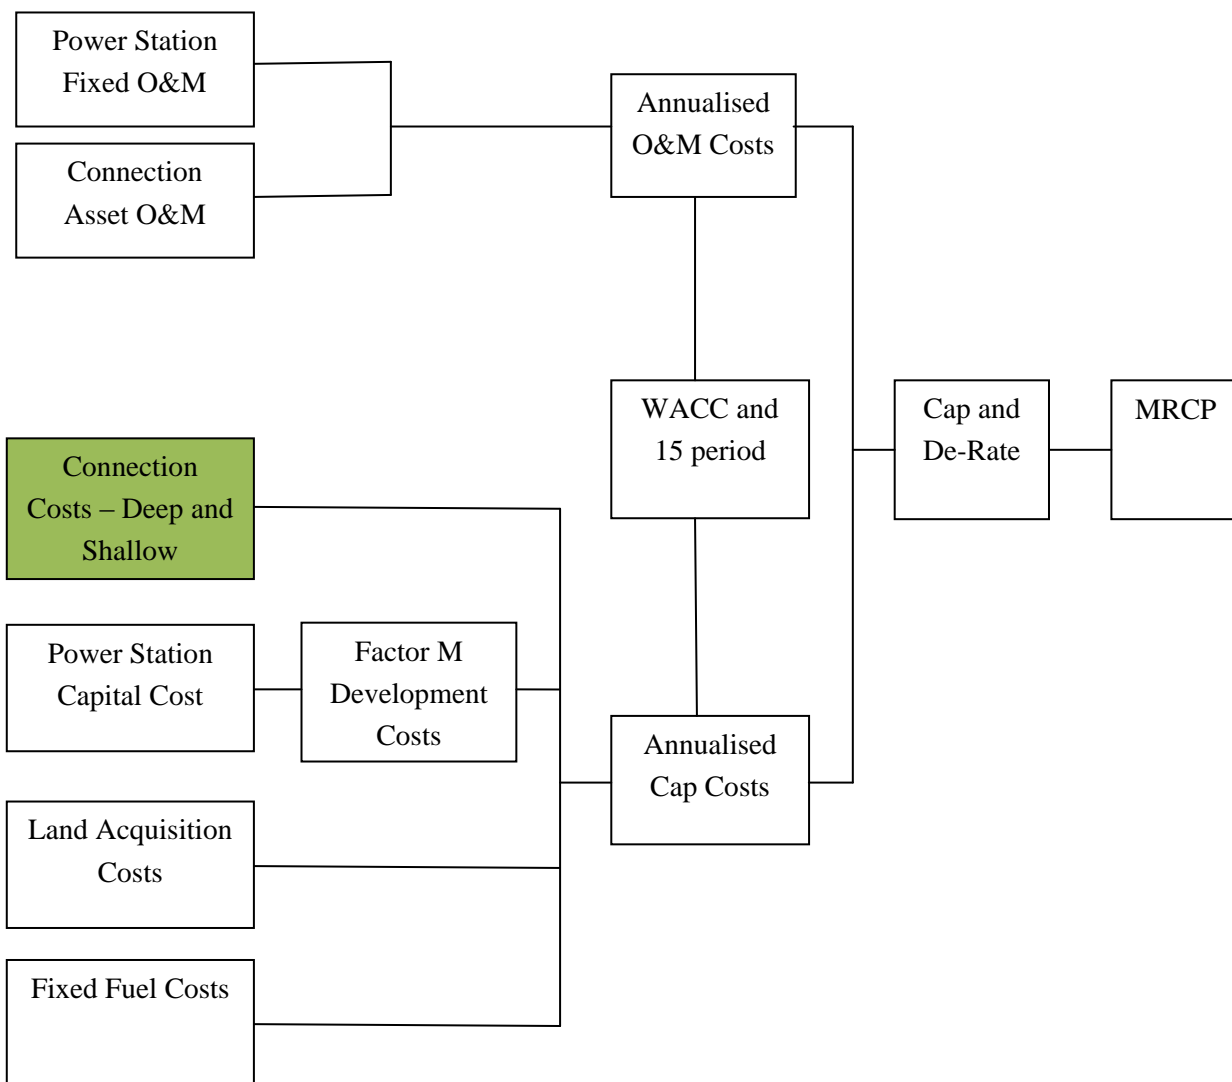 Power Station
Fixed O&M
Connection
Asset O&M
Annualised
O&M Costs
WACC and
15 period
Cap and
De-Rate
MRCP
Connection
Costs – Deep and
Shallow
Power Station
Capital Cost
Factor M
Development
Costs
Annualised
Cap Costs
Land Acquisition
Costs
Fixed Fuel Costs